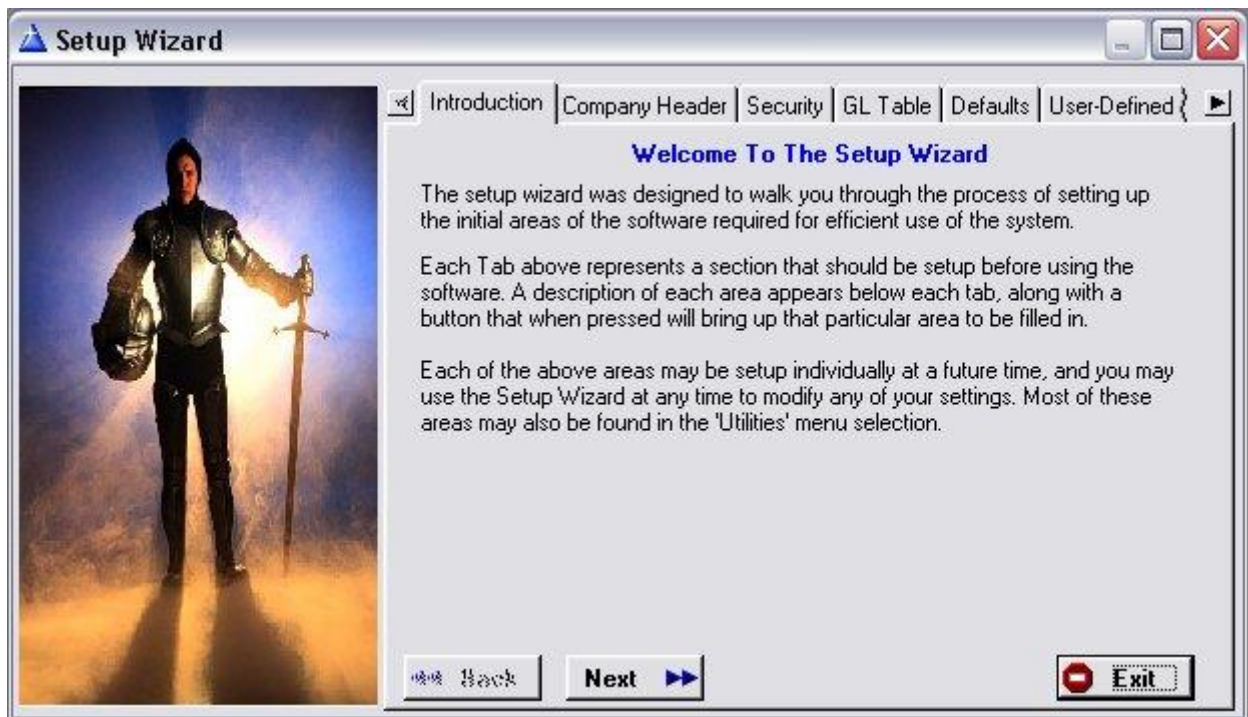 Setup Wizard
Introduction Company Header Security GL Table Defaults User-Defined
Welcome To The Setup Wizard
The setup wizard was designed to walk you through the process of setting up
the initial areas of the software required for efficient use of the system.
Each Tab above represents a section that should be setup before using the
software. A description of each area appears below each tab, along with a
button that when pressed will bring up that particular area to be filled in.
Each of the above areas may be setup individually at a future time, and you may
use the Setup Wizard at any time to modify any of your settings. Most of these
areas may also be found in the 'Utilities' menu selection.
Back Next Exit